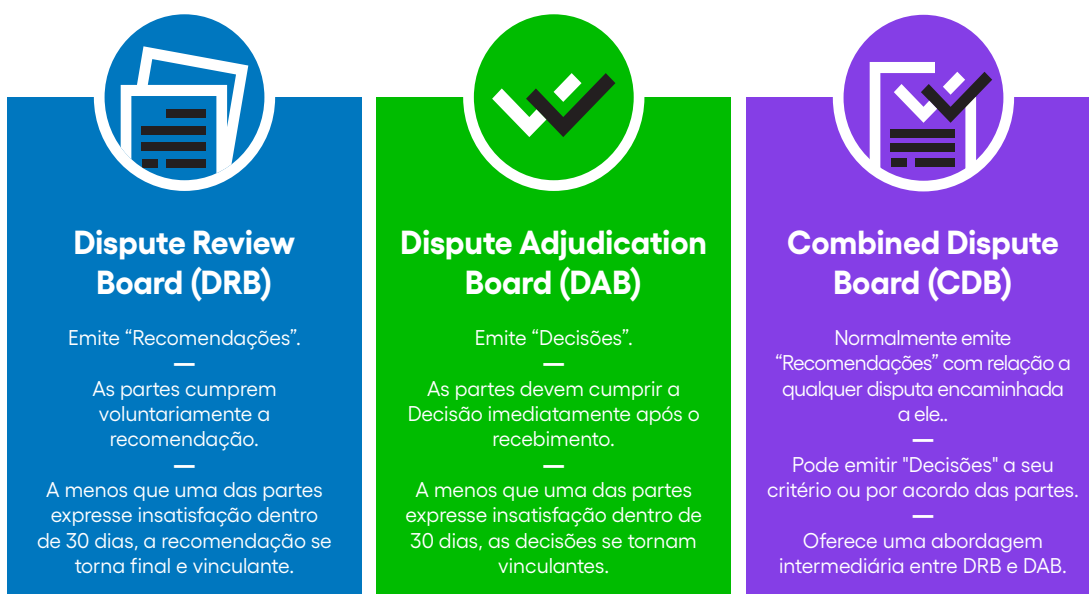 Dispute Review
Board (DRB)
Emite “Recomendações”.
As partes cumprem
voluntariamente a
recomendação.
A menos que uma das partes
expresse insatisfação dentro
de 30 dias, a recomendação se
torna final e vinculante.
Dispute Adjudication
Board (DAB)
Emite “Decisões”.
As partes devem cumprir a
Decisão imediatamente após o
recebimento.
A menos que uma das partes
expresse insatisfação dentro de
30 dias, as decisões se tornam
vinculantes.
Combined Dispute
Board (CDB)
Normalmente emite
“Recomendações” com relação a
qualquer disputa encaminhada
a ele..
Pode emitir "Decisões" a seu
critério ou por acordo das partes.
Oferece uma abordagem
intermediária entre DRB e DAB.